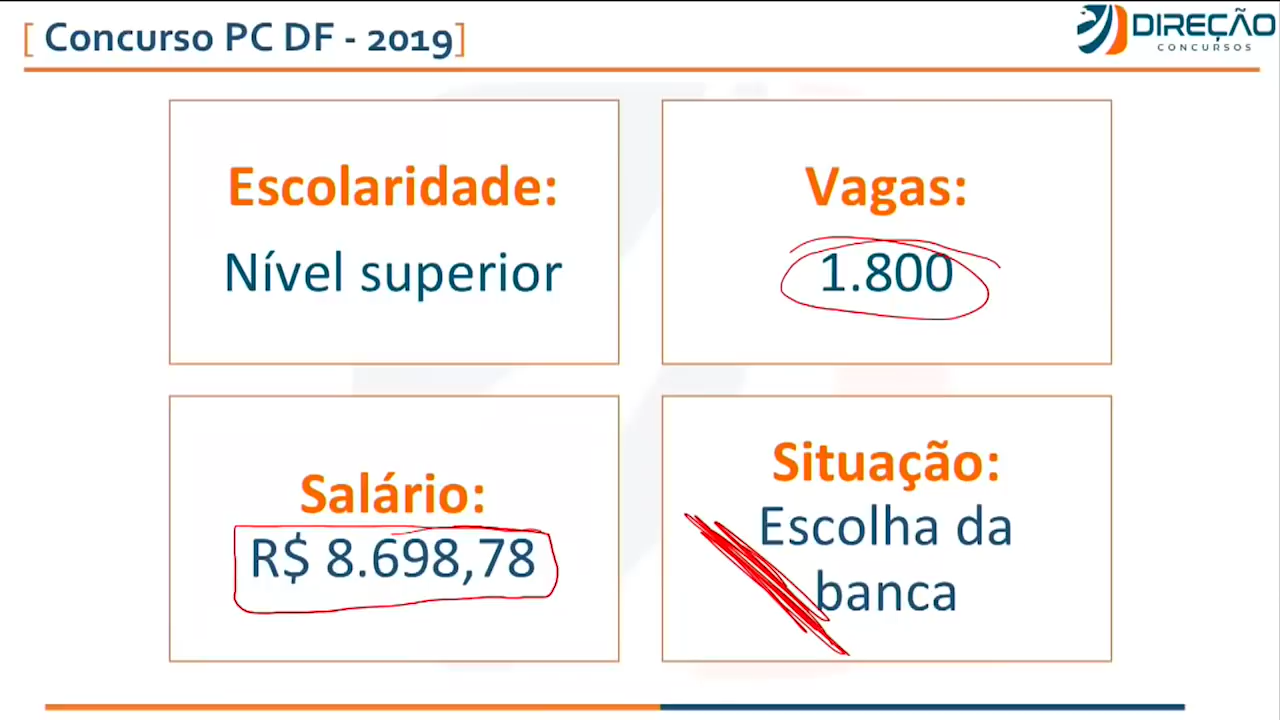 [ Concurso PC DF - 2019]
DIREÇÃO
CONCURSOS
Escolaridade:
Nível superior
Vagas:
1.800
Salário:
R$ 8.698,78
Situação:
Escolha da
banca